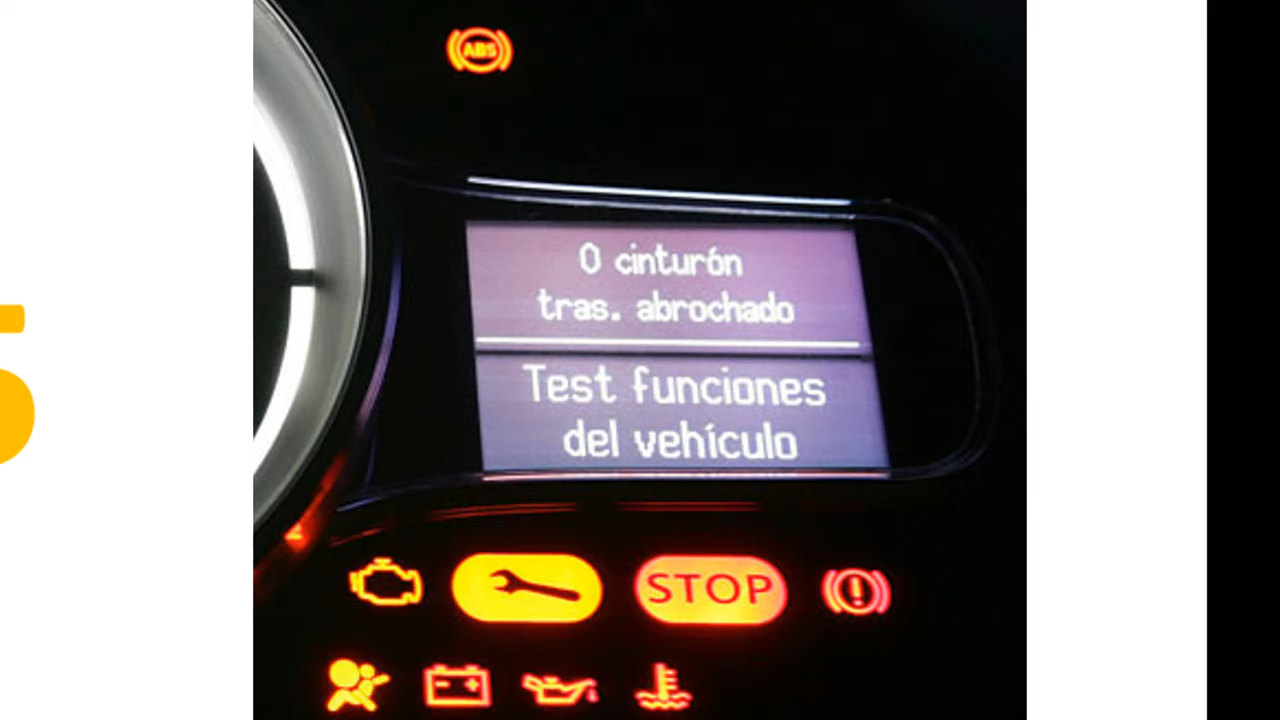 ABS
0 cinturón
tras. abrochado
Test funciones
del vehículo
STOP